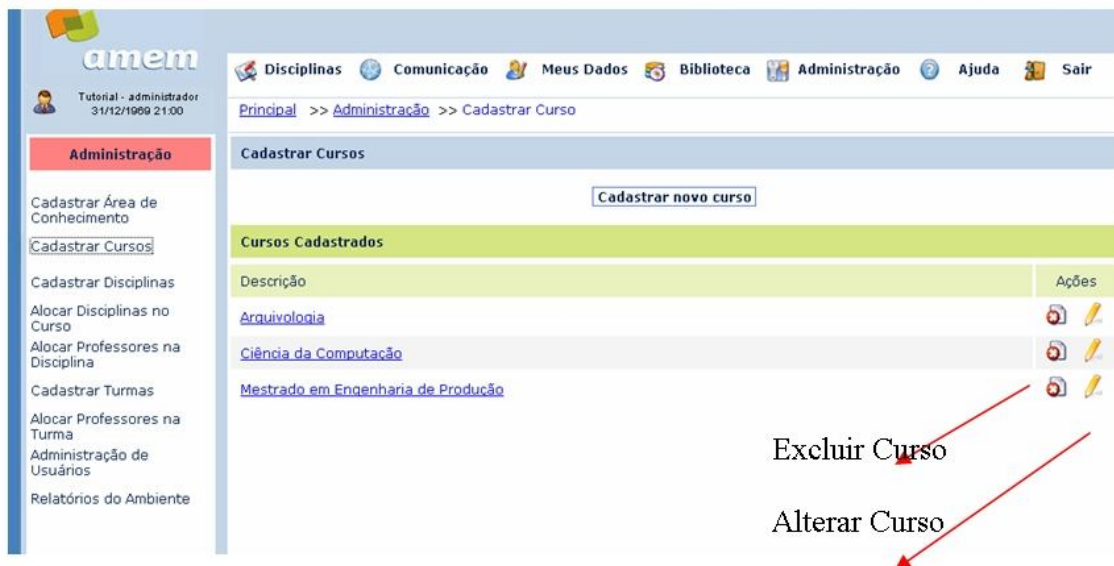 amem
Disciplinas Comunicação Meus Dados Biblioteca Administração Ajuda Sair
Tutorial - administrador
31/12/1969 21:00
Principal >> Administração >> Cadastrar Curso
Administração
Cadastrar Cursos
Cadastrar novo curso
Cadastrar Área de
Conhecimento
Cadastrar Cursos
Cadastrar Disciplinas
Alocar Disciplinas no
Curso
Alocar Professores na
Disciplina
Cadastrar Turmas
Alocar Professores na
Turma
Administração de
Usuários
Relatórios do Ambiente
Cursos Cadastrados
Descrição Ações
Arquivologia
Ciência da Computação
Mestrado em Engenharia de Produção
Excluir Curso
Alterar Curso